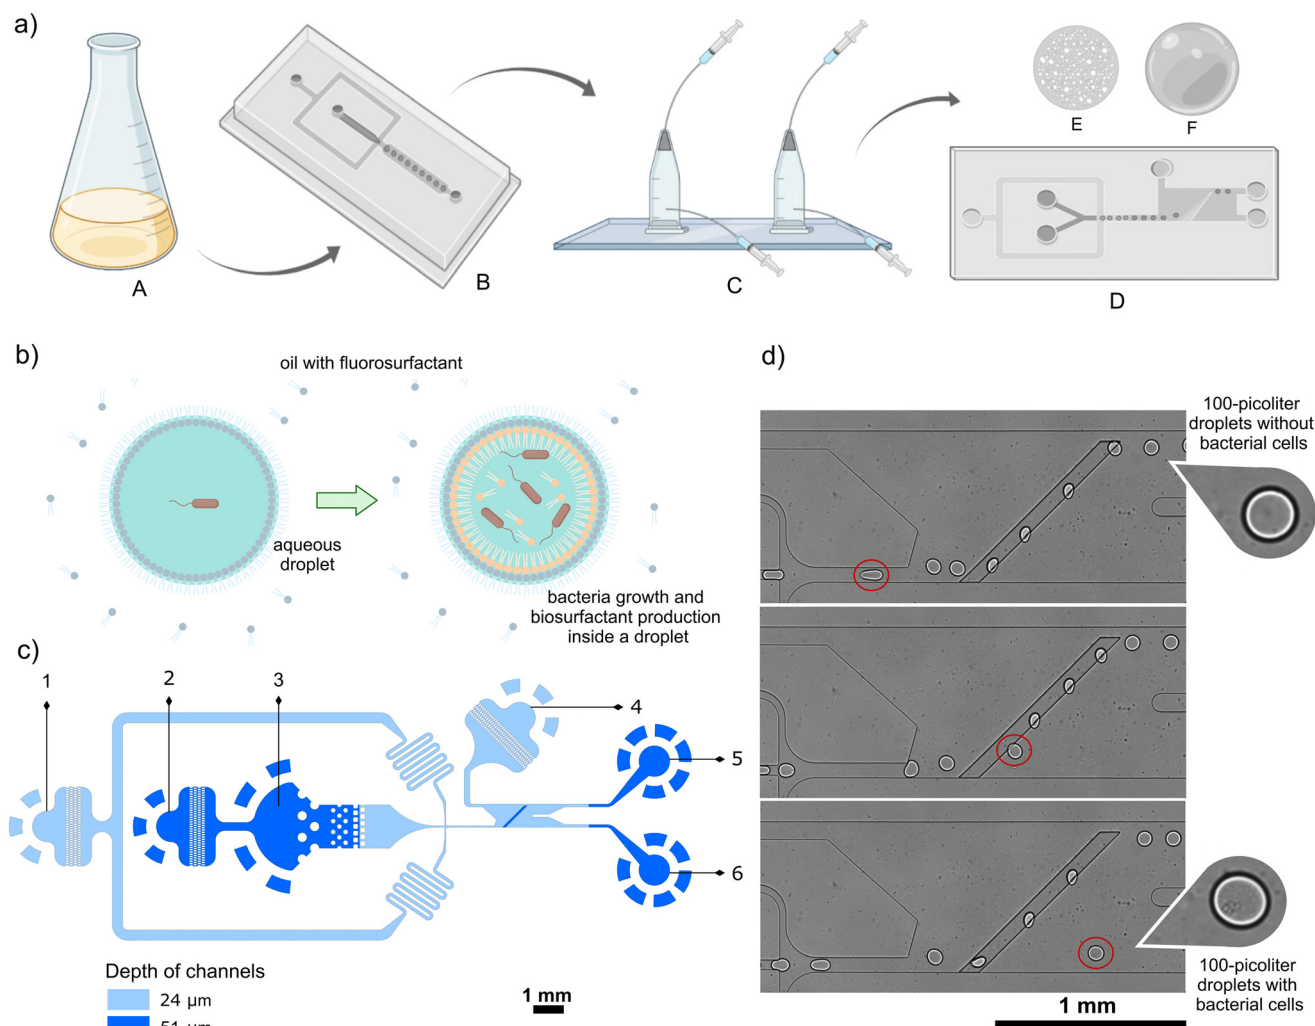 a)
A
B
C
D
E
F
b)
oil with fluorosurfactant
aqueous
droplet
bacteria growth and
biosurfactant production
inside a droplet
c)
1
2
3
4
5
6
Depth of channels
24 µm
51 µm
1 mm
d)
100-picoliter
droplets without
bacterial cells
100-picoliter
droplets with
bacterial cells
1 mm